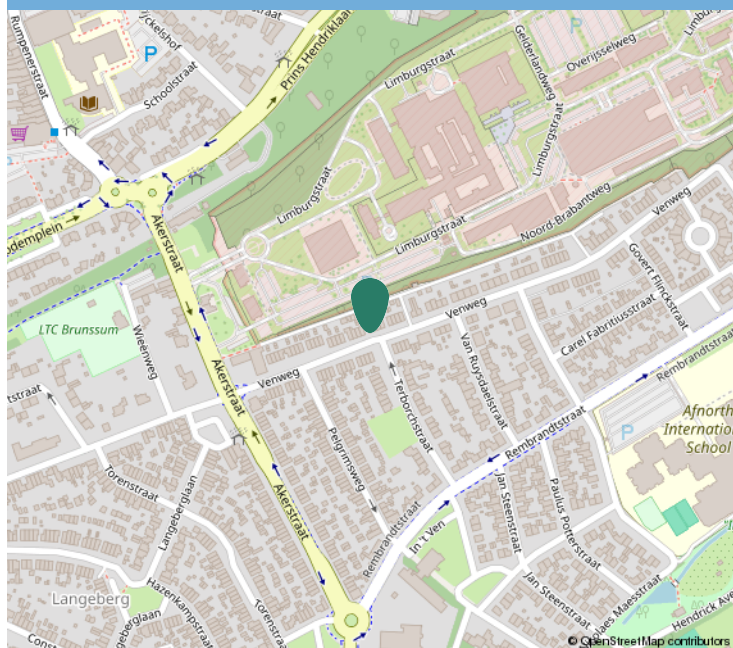 Rumpenerstraat
P
Schoolstraat
Prins Hendriklaan
Limburgstraat
Gelderlandweg
P
Overijsselweg
Limburgstraat
Limburgstraat
Limburgstraat
Noord-Brabantweg
Venweg
Akerstraat
LTC Brunssum
Wieënweg
Govert Flinckstraat
Venweg
Carel Fabritiusstraat
Van Ruysdaelstraat
Rembrandtstraat
Venweg
Akerstraat
Terborchstraat
Pelgrimsweg
Rembrandtstraat
P
Afnorth
International
School
Torenstraat
Langeberglaan
Akerstraat
Jan Steenstraat
Paulus Potterstraat
Rembrandtstraat
In 't Ven
Langeberg
Hazenkampstraat
Torenstraat
Jan Steenstraat
Hendrick Ave
© OpenStreetMap contributors